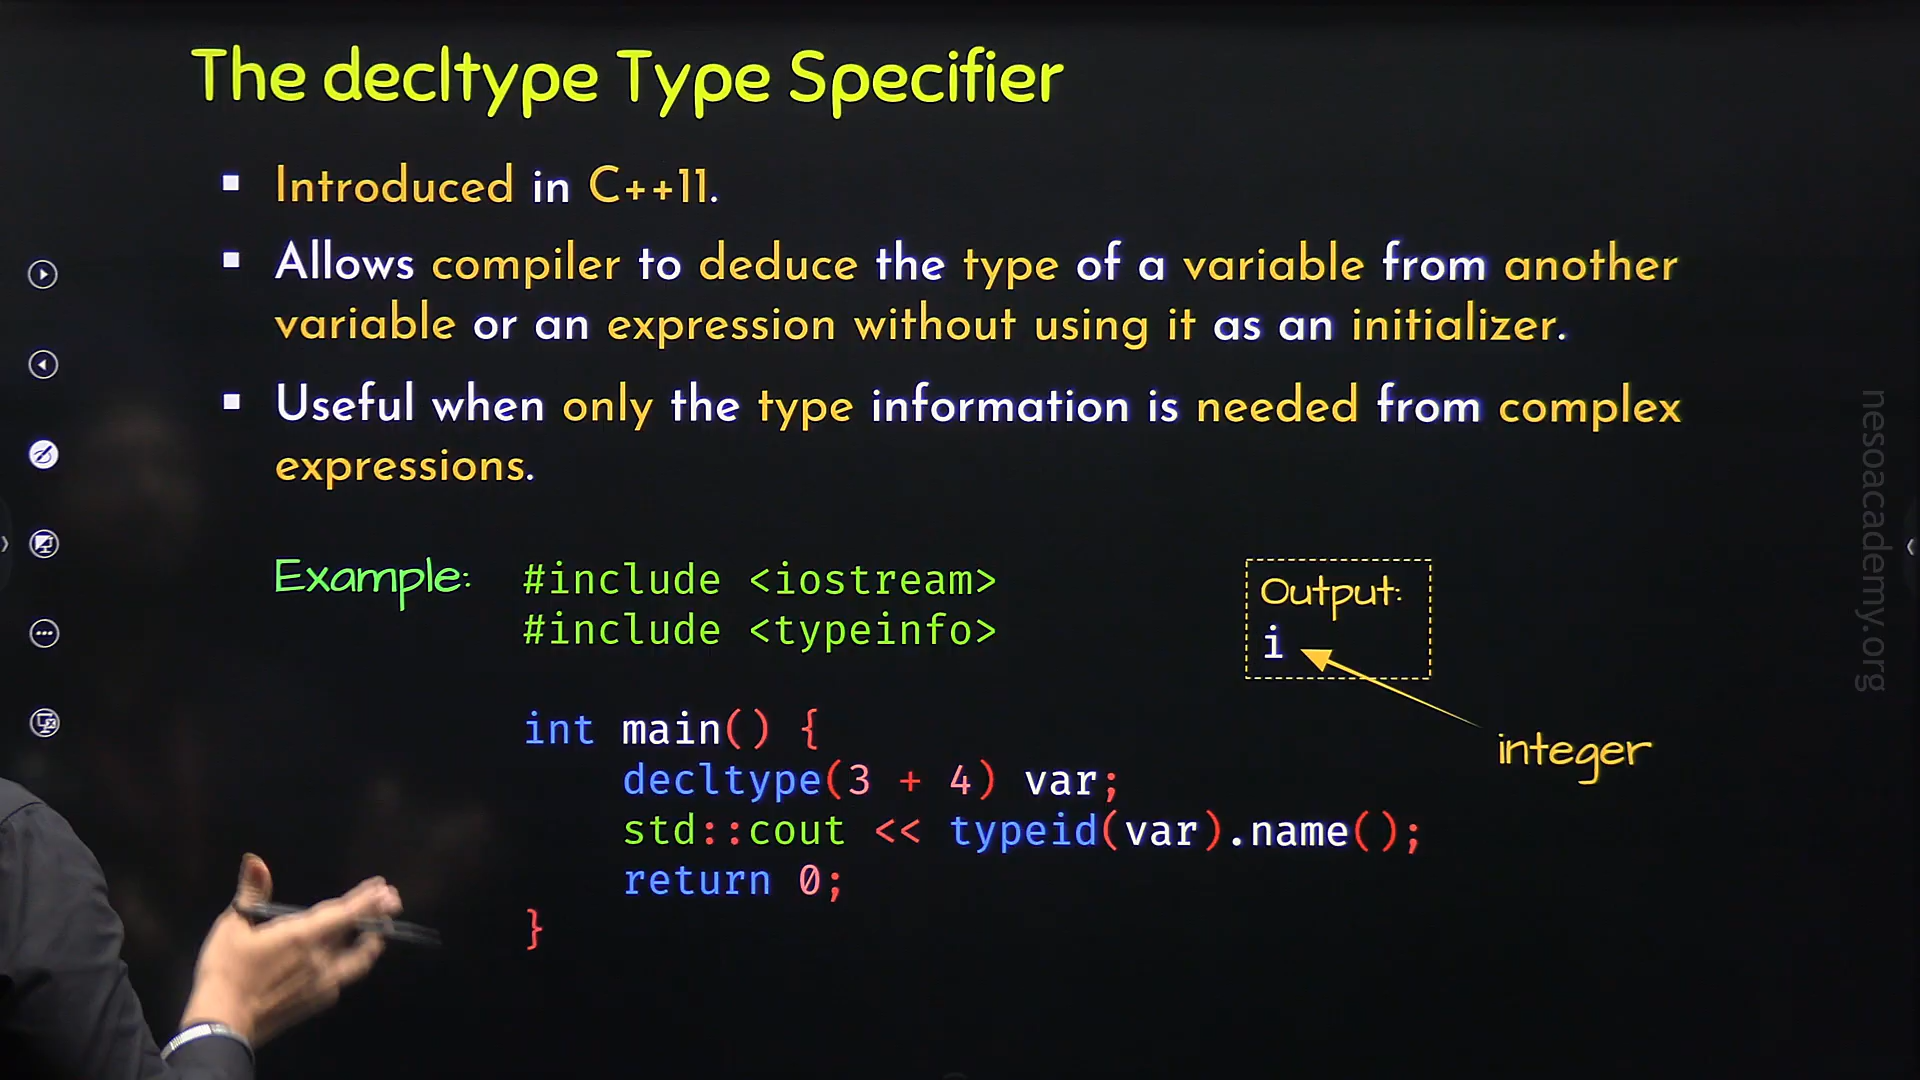 The decltype Type Specifier
▪ Introduced in C++11.
▪ Allows compiler to deduce the type of a variable from another
variable or an expression without using it as an initializer.
▪ Useful when only the type information is needed from complex
expressions.
Example:
#include <iostream>
#include <typeinfo>
int main() {
decltype(3 + 4) var;
std::cout << typeid(var).name();
return 0;
}
Output:
i
integer
nesoacademy.org